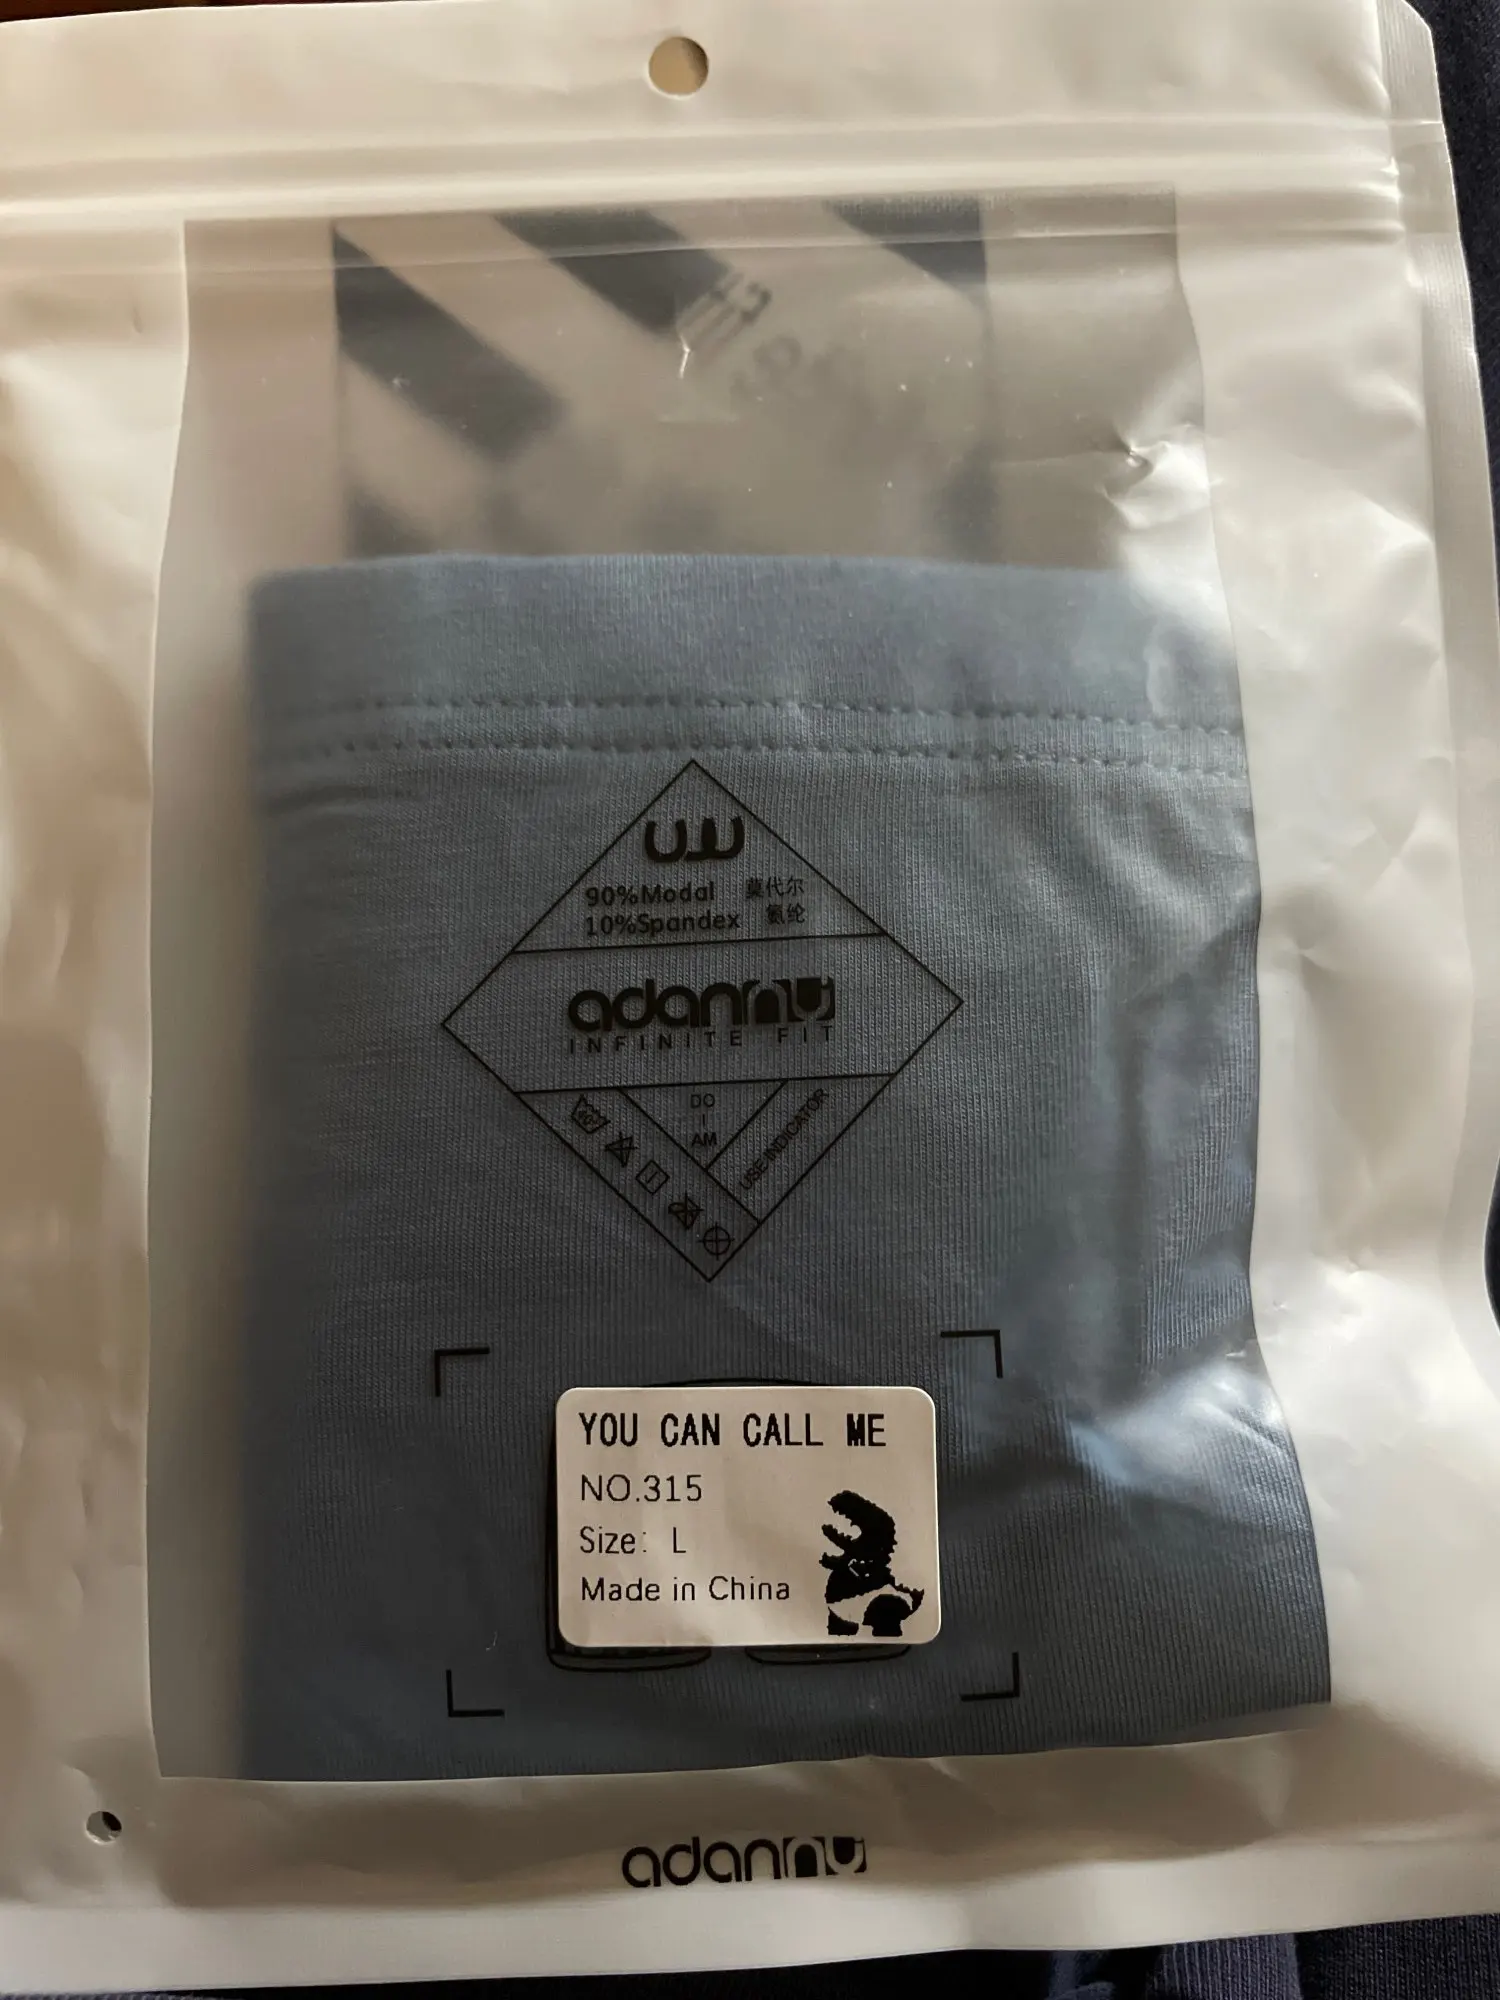 90%Modal 莫代尔
10%Spandex 氨纶
adannu
INFINITE FIT
DO
I
AM
USE INDICATOR
YOU CAN CALL ME
NO.315
Size: L
Made in China
adannu